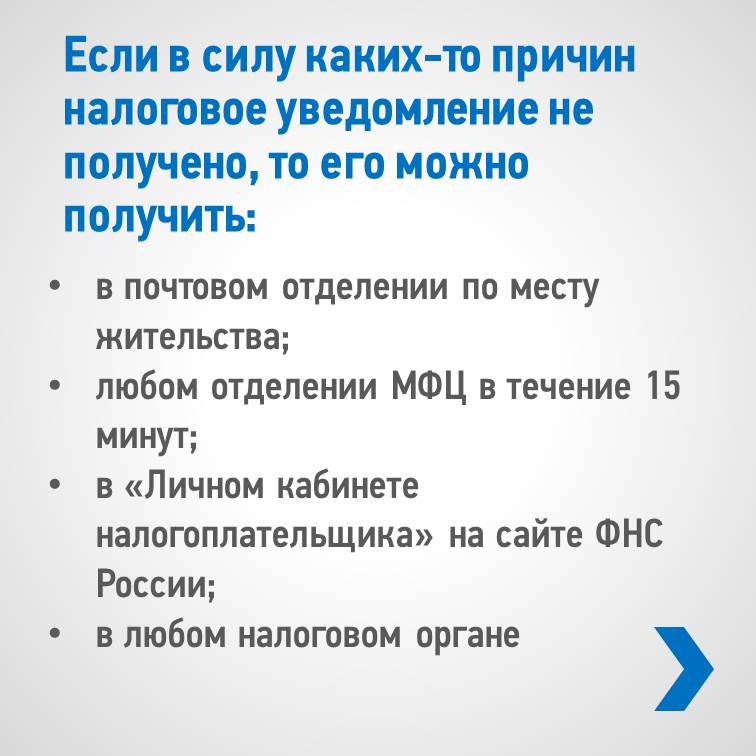 Если в силу каких-то причин
налоговое уведомление не
получено, то его можно
получить:
• в почтовом отделении по месту
жительства;
• любом отделении МФЦ в течение 15
минут;
• в «Личном кабинете
налогоплательщика» на сайте ФНС
России;
• в любом налоговом органе